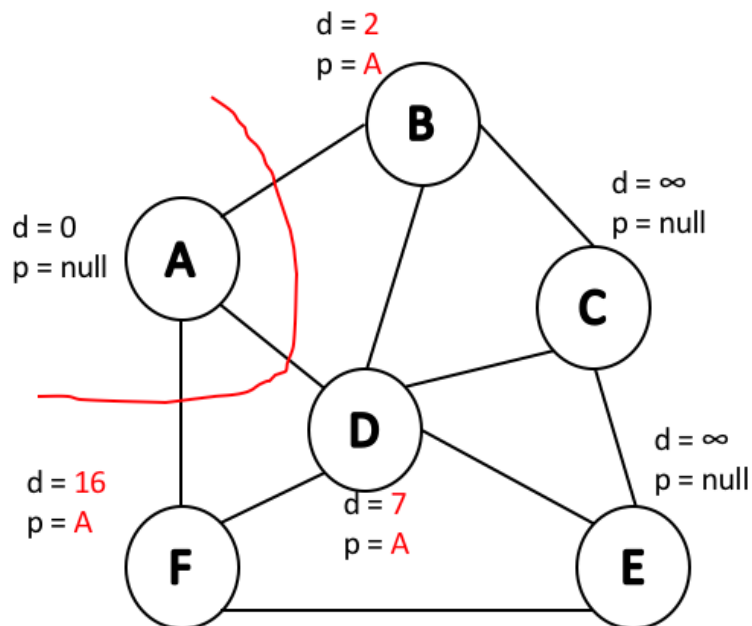 d = 2
p = A
B
d = ∞
p = null
d = 0
p = null
A
C
D
d = ∞
p = null
d = 16
p = A
d = 7
p = A
F
E